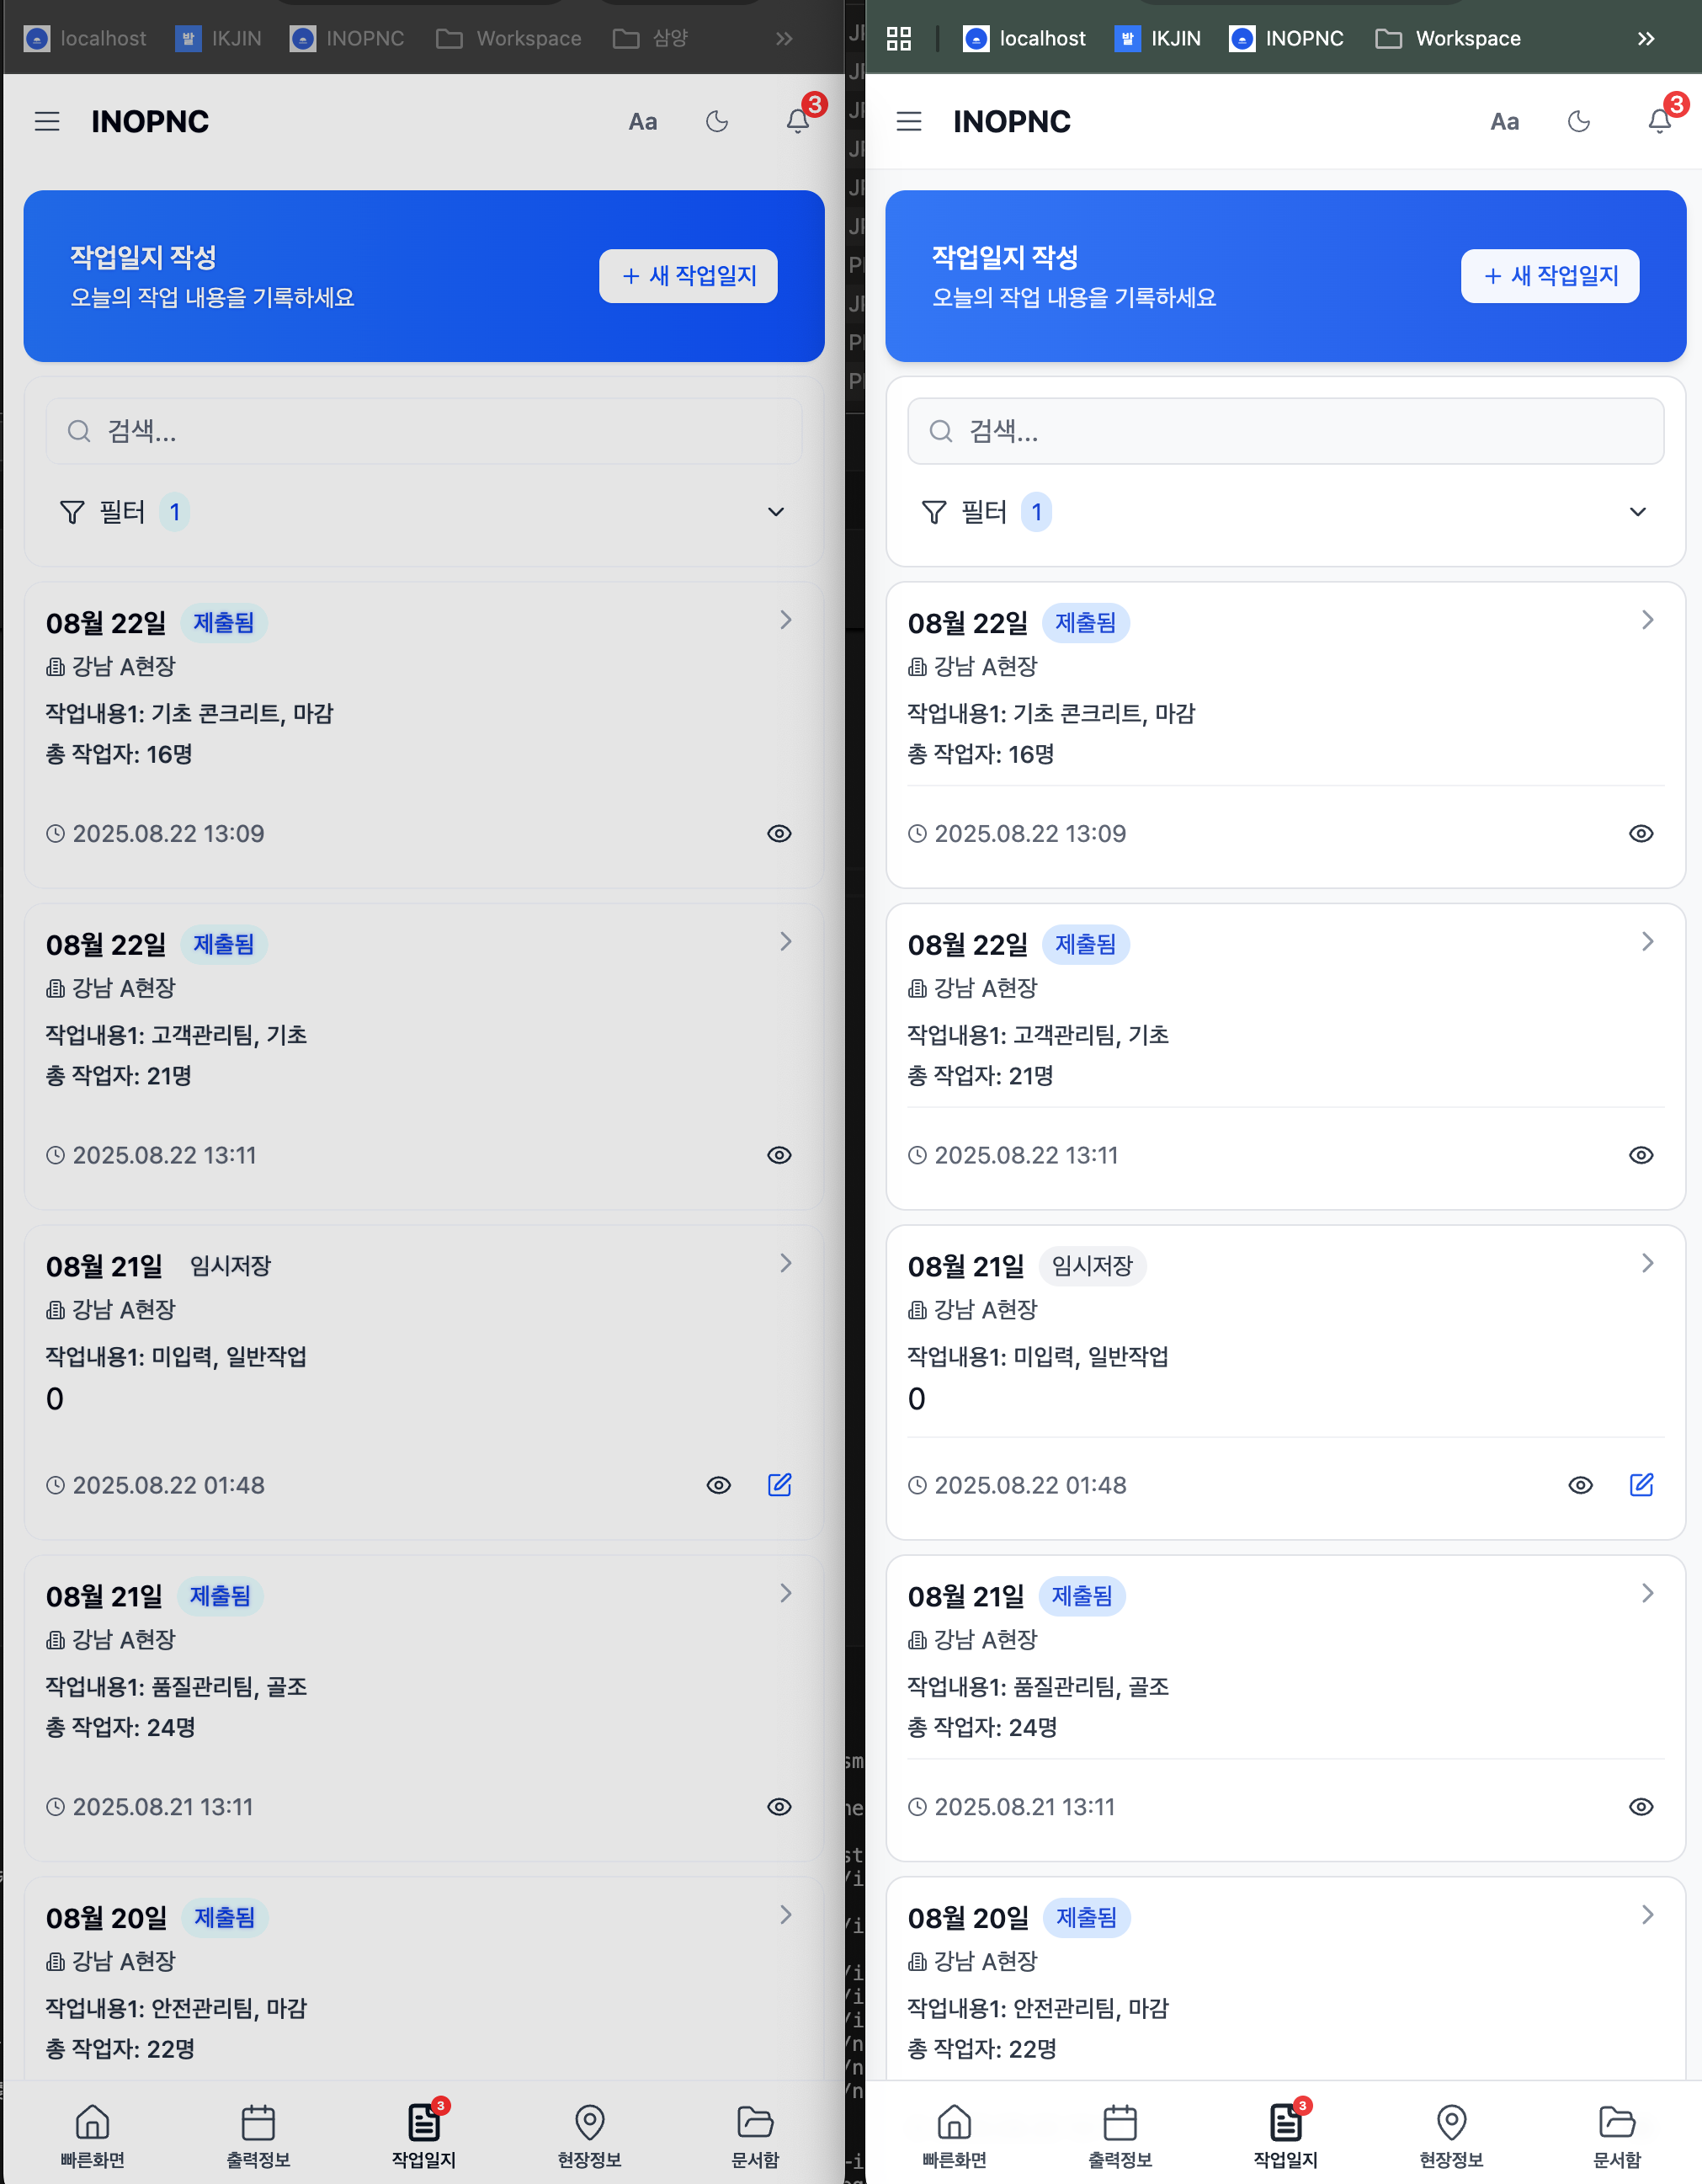 localhost IKJIN INOPNC Workspace 삼양
INOPNC Aa 3
작업일지 작성
오늘의 작업 내용을 기록하세요
+ 새 작업일지
검색...
필터 1
08월 22일 제출됨
강남 A현장
작업내용1: 기초 콘크리트, 마감
총 작업자: 16명
2025.08.22 13:09
08월 22일 제출됨
강남 A현장
작업내용1: 고객관리팀, 기초
총 작업자: 21명
2025.08.22 13:11
08월 21일 임시저장
강남 A현장
작업내용1: 미입력, 일반작업
0
2025.08.22 01:48
08월 21일 제출됨
강남 A현장
작업내용1: 품질관리팀, 골조
총 작업자: 24명
2025.08.21 13:11
08월 20일 제출됨
강남 A현장
작업내용1: 안전관리팀, 마감
총 작업자: 22명
3
빠른화면 출력정보 작업일지 현장정보 문서함
localhost 발 IKJIN INOPNC Workspace
INOPNC Aa 3
작업일지 작성
오늘의 작업 내용을 기록하세요
+ 새 작업일지
검색...
필터 1
08월 22일 제출됨
강남 A현장
작업내용1: 기초 콘크리트, 마감
총 작업자: 16명
2025.08.22 13:09
08월 22일 제출됨
강남 A현장
작업내용1: 고객관리팀, 기초
총 작업자: 21명
2025.08.22 13:11
08월 21일 임시저장
강남 A현장
작업내용1: 미입력, 일반작업
0
2025.08.22 01:48
08월 21일 제출됨
강남 A현장
작업내용1: 품질관리팀, 골조
총 작업자: 24명
2025.08.21 13:11
08월 20일 제출됨
강남 A현장
작업내용1: 안전관리팀, 마감
총 작업자: 22명
3
빠른화면 출력정보 작업일지 현장정보 문서함